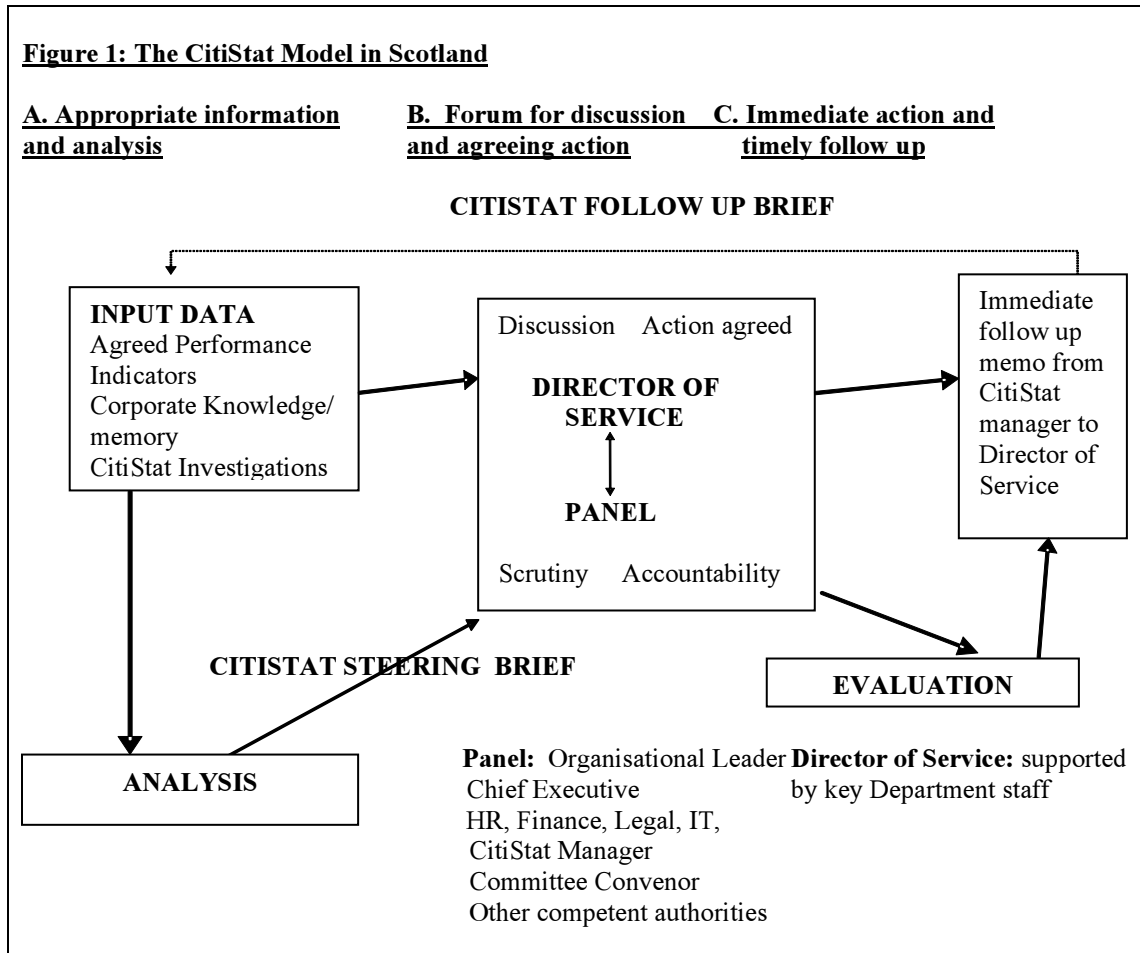 Figure 1: The CitiStat Model in Scotland
A. Appropriate information
and analysis
B. Forum for discussion
and agreeing action
C. Immediate action and
timely follow up
CITISTAT FOLLOW UP BRIEF
INPUT DATA
Agreed Performance
Indicators
Corporate Knowledge/
memory
CitiStat Investigations
Discussion Action agreed
DIRECTOR OF
SERVICE
PANEL
Scrutiny Accountability
Immediate
follow up
memo from
CitiStat
manager to
Director of
Service
CITISTAT STEERING BRIEF
EVALUATION
ANALYSIS
Panel: Organisational Leader
Chief Executive
HR, Finance, Legal, IT,
CitiStat Manager
Committee Convenor
Other competent authorities
Director of Service: supported
by key Department staff